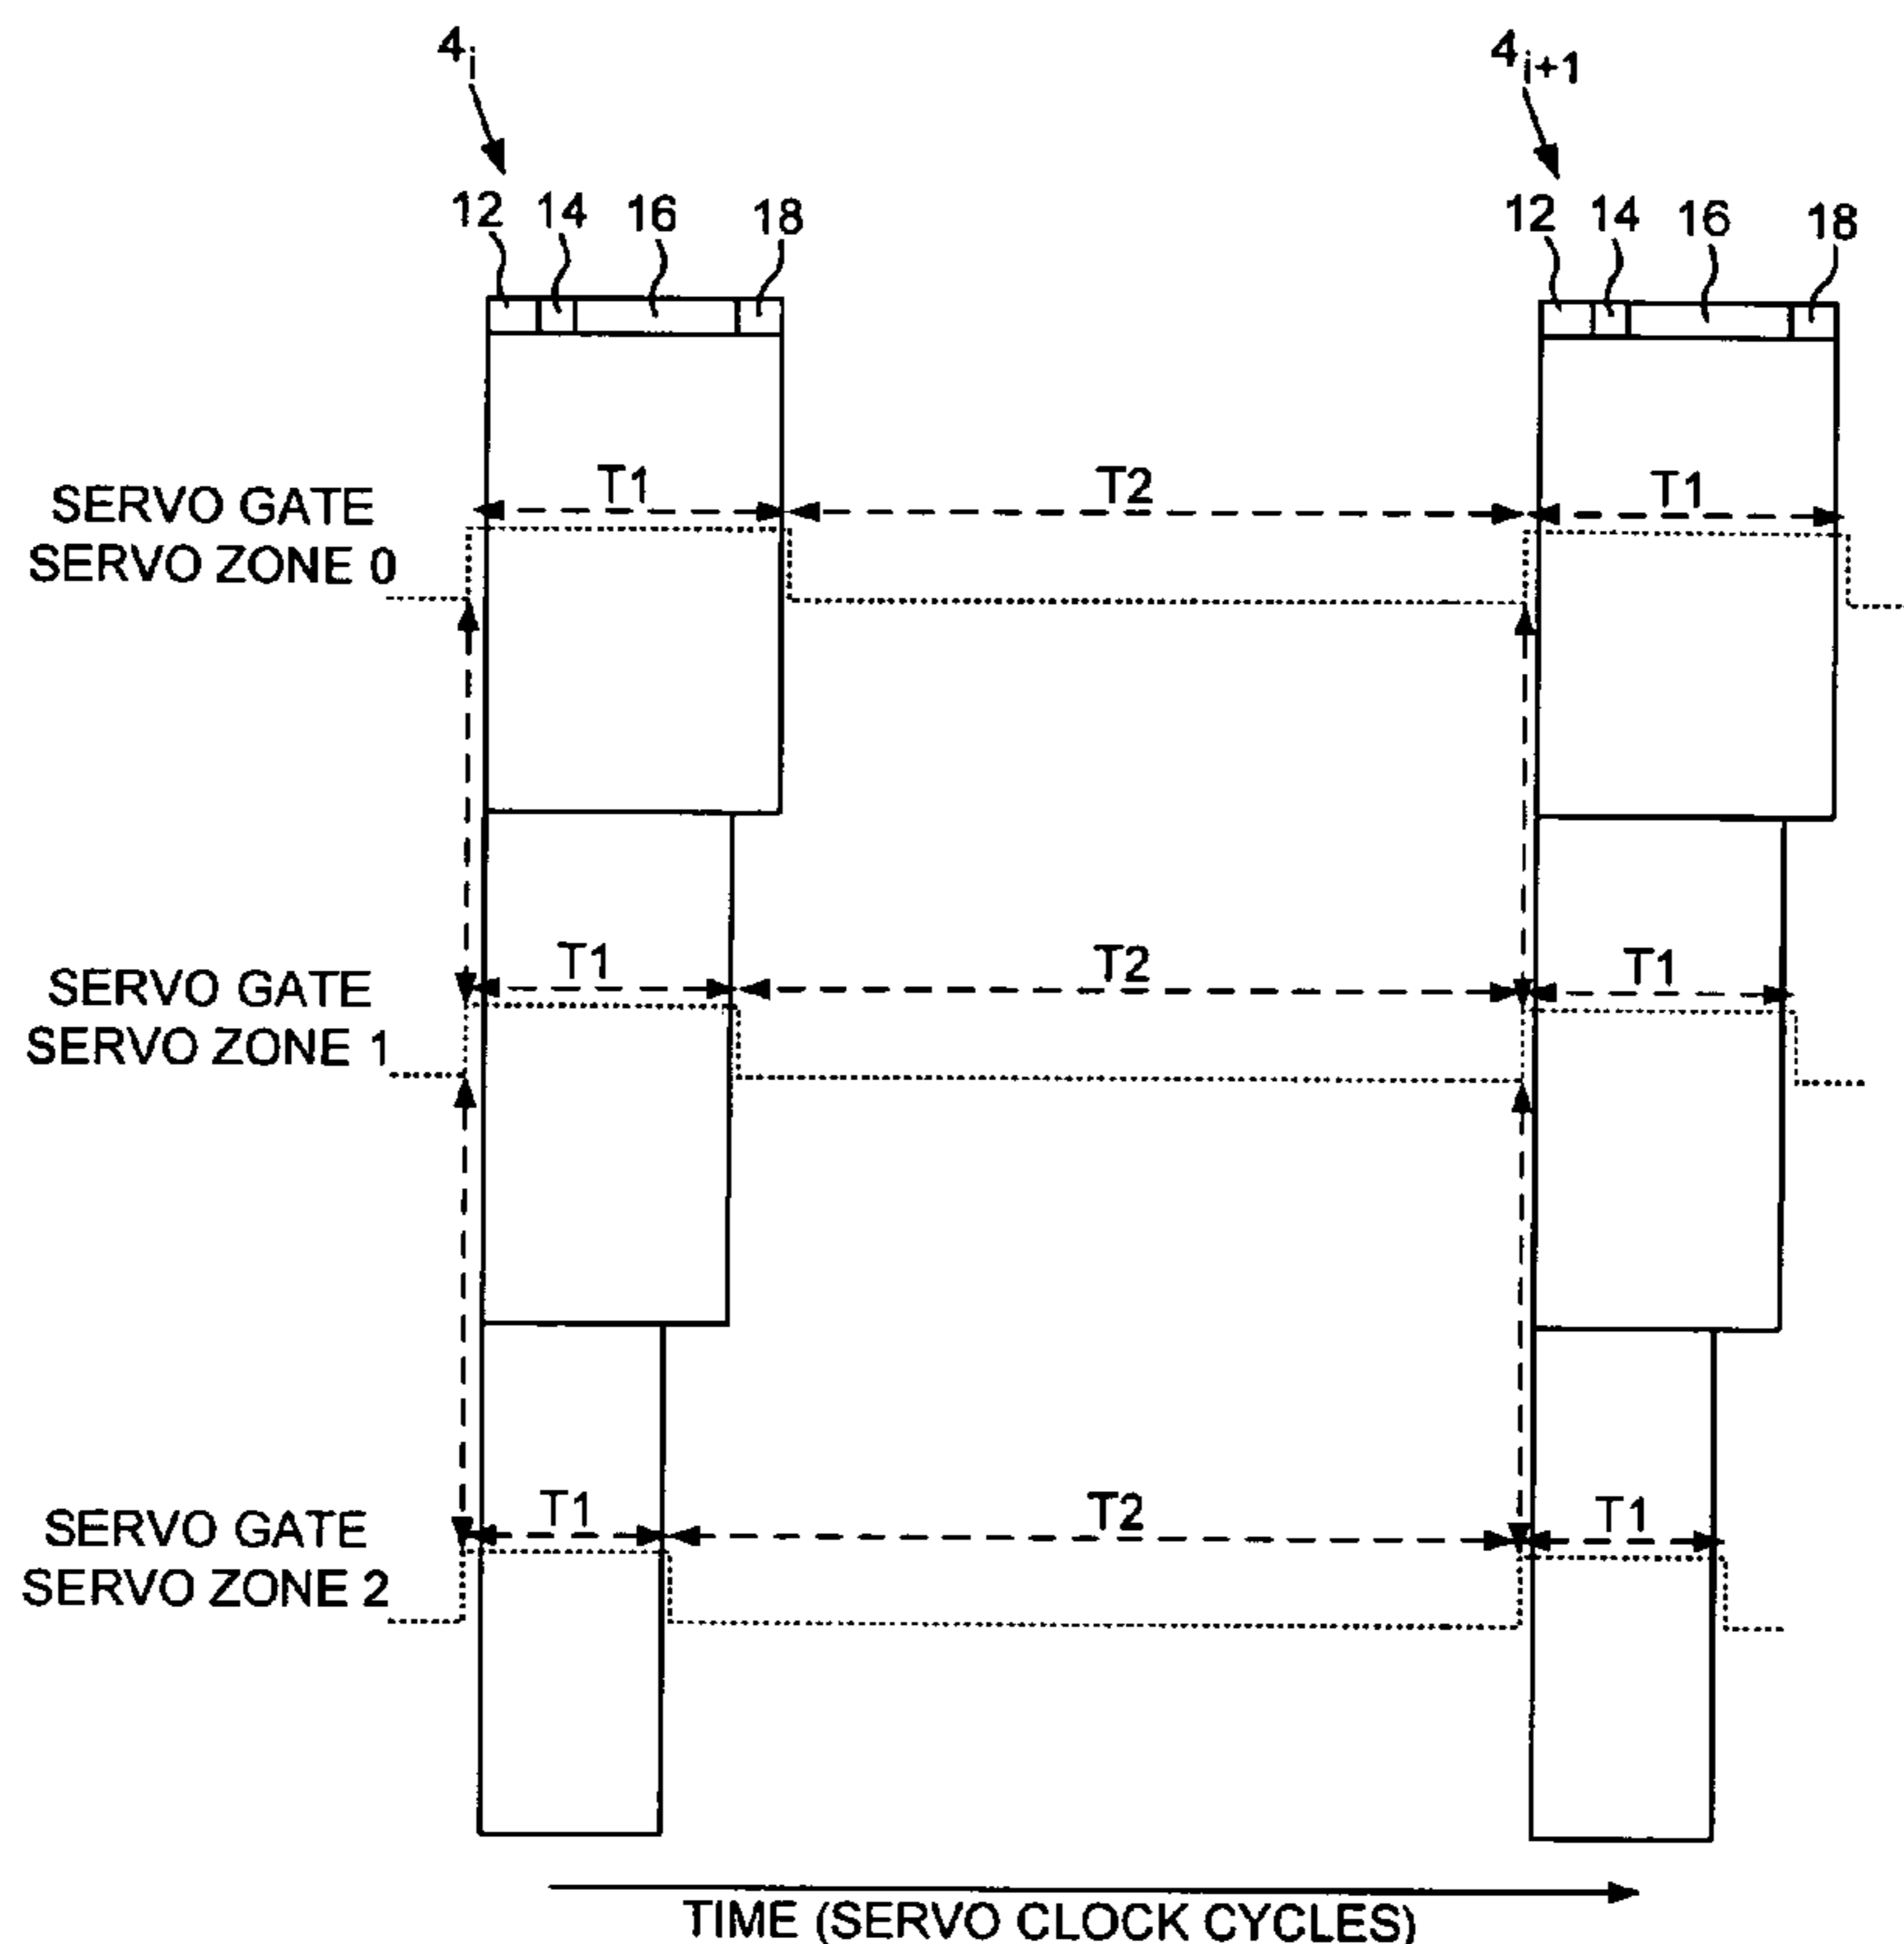 4i 4i+1
12 14 16 18 12 14 16 18
T1 T2 T1
SERVO GATE
SERVO ZONE 0
T1 T2 T1
SERVO GATE
SERVO ZONE 1
T1 T2 T1
SERVO GATE
SERVO ZONE 2
TIME (SERVO CLOCK CYCLES)